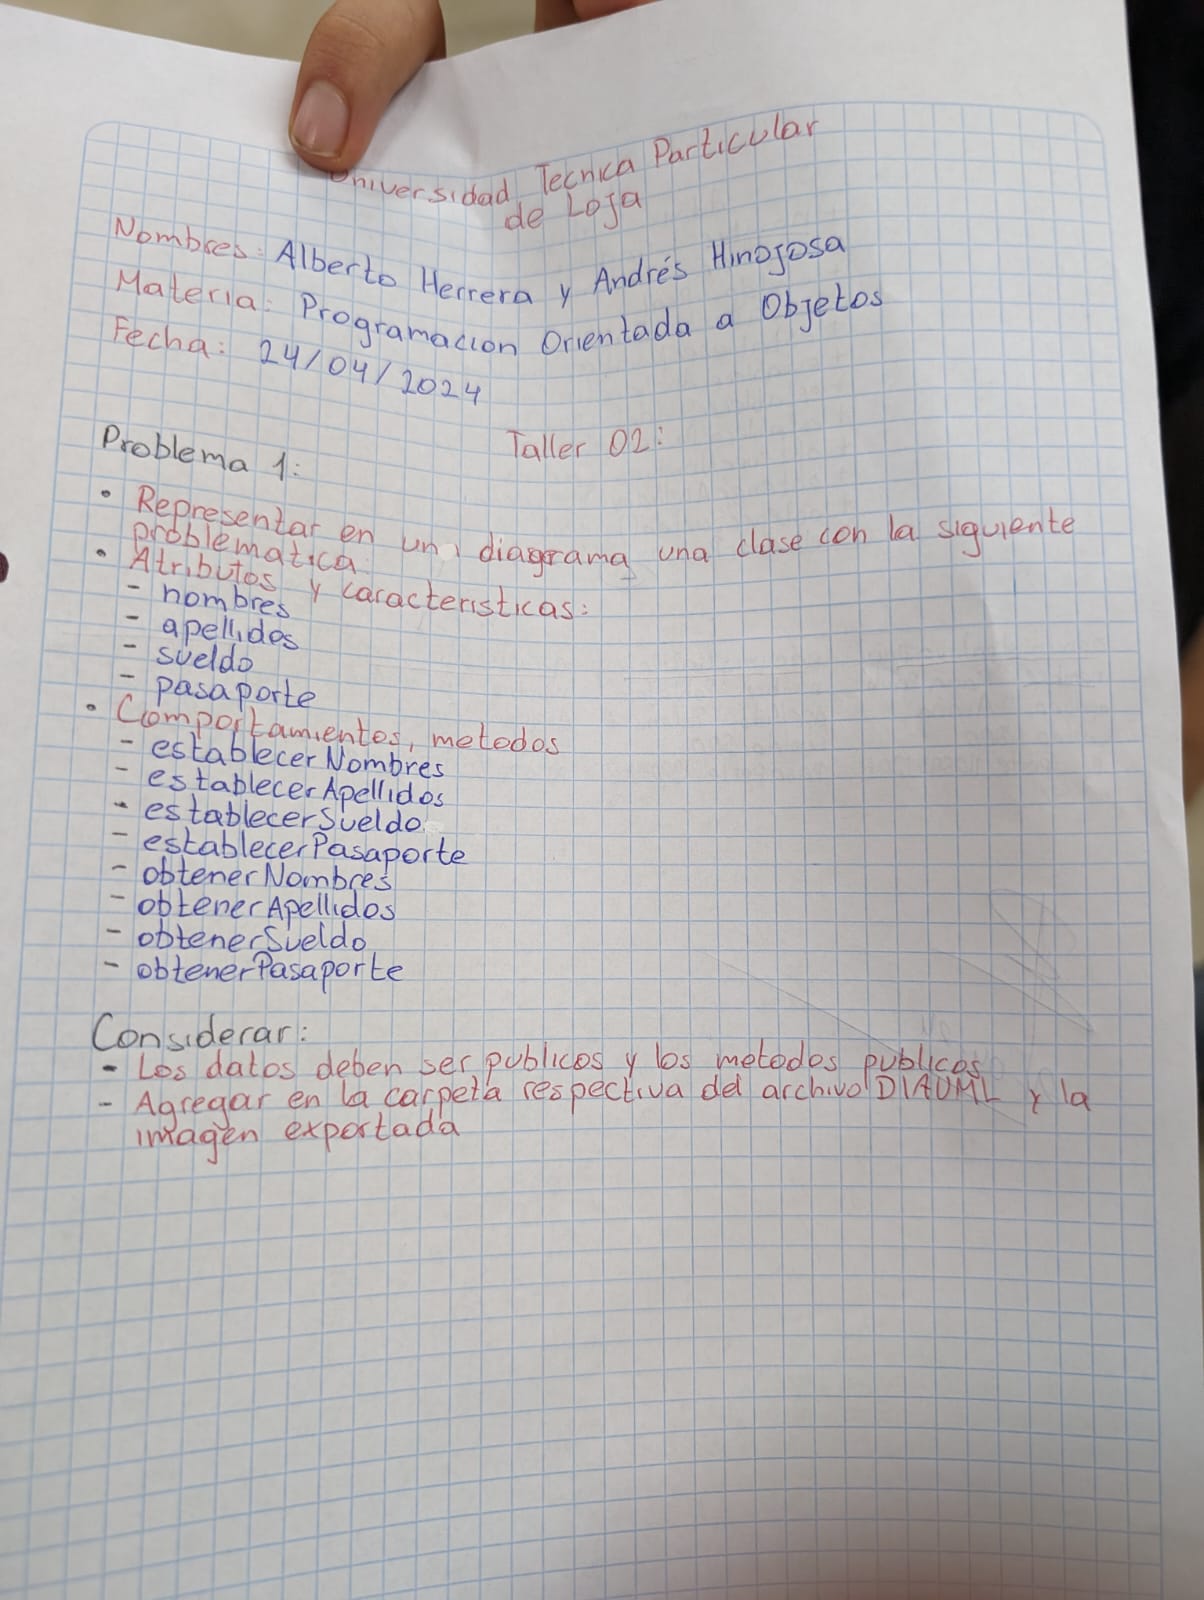 Universidad Tecnica Particular
de Loja
Nombres: Alberto Herrera y Andrés Hinojosa
Materia: Programacion Orientada a Objetos
Fecha: 24/04/2024
Taller 02:
Problema 1:
• Representar en un diagrama una clase con la siguiente
problematica.
• Atributos y caracteristicas:
- nombres
- apellidos
- sueldo
- pasaporte
• Comportamientos, metodos
- establecerNombres
- establecerApellidos
- establecerSueldo
- establecerPasaporte
- obtenerNombres
- obtenerApellidos
- obtenerSueldo
- obtenerPasaporte
Considerar:
- Los datos deben ser publicos y los metodos publicos
- Agregar en la carpeta respectiva del archivo DIAUML y la
imagen exportada